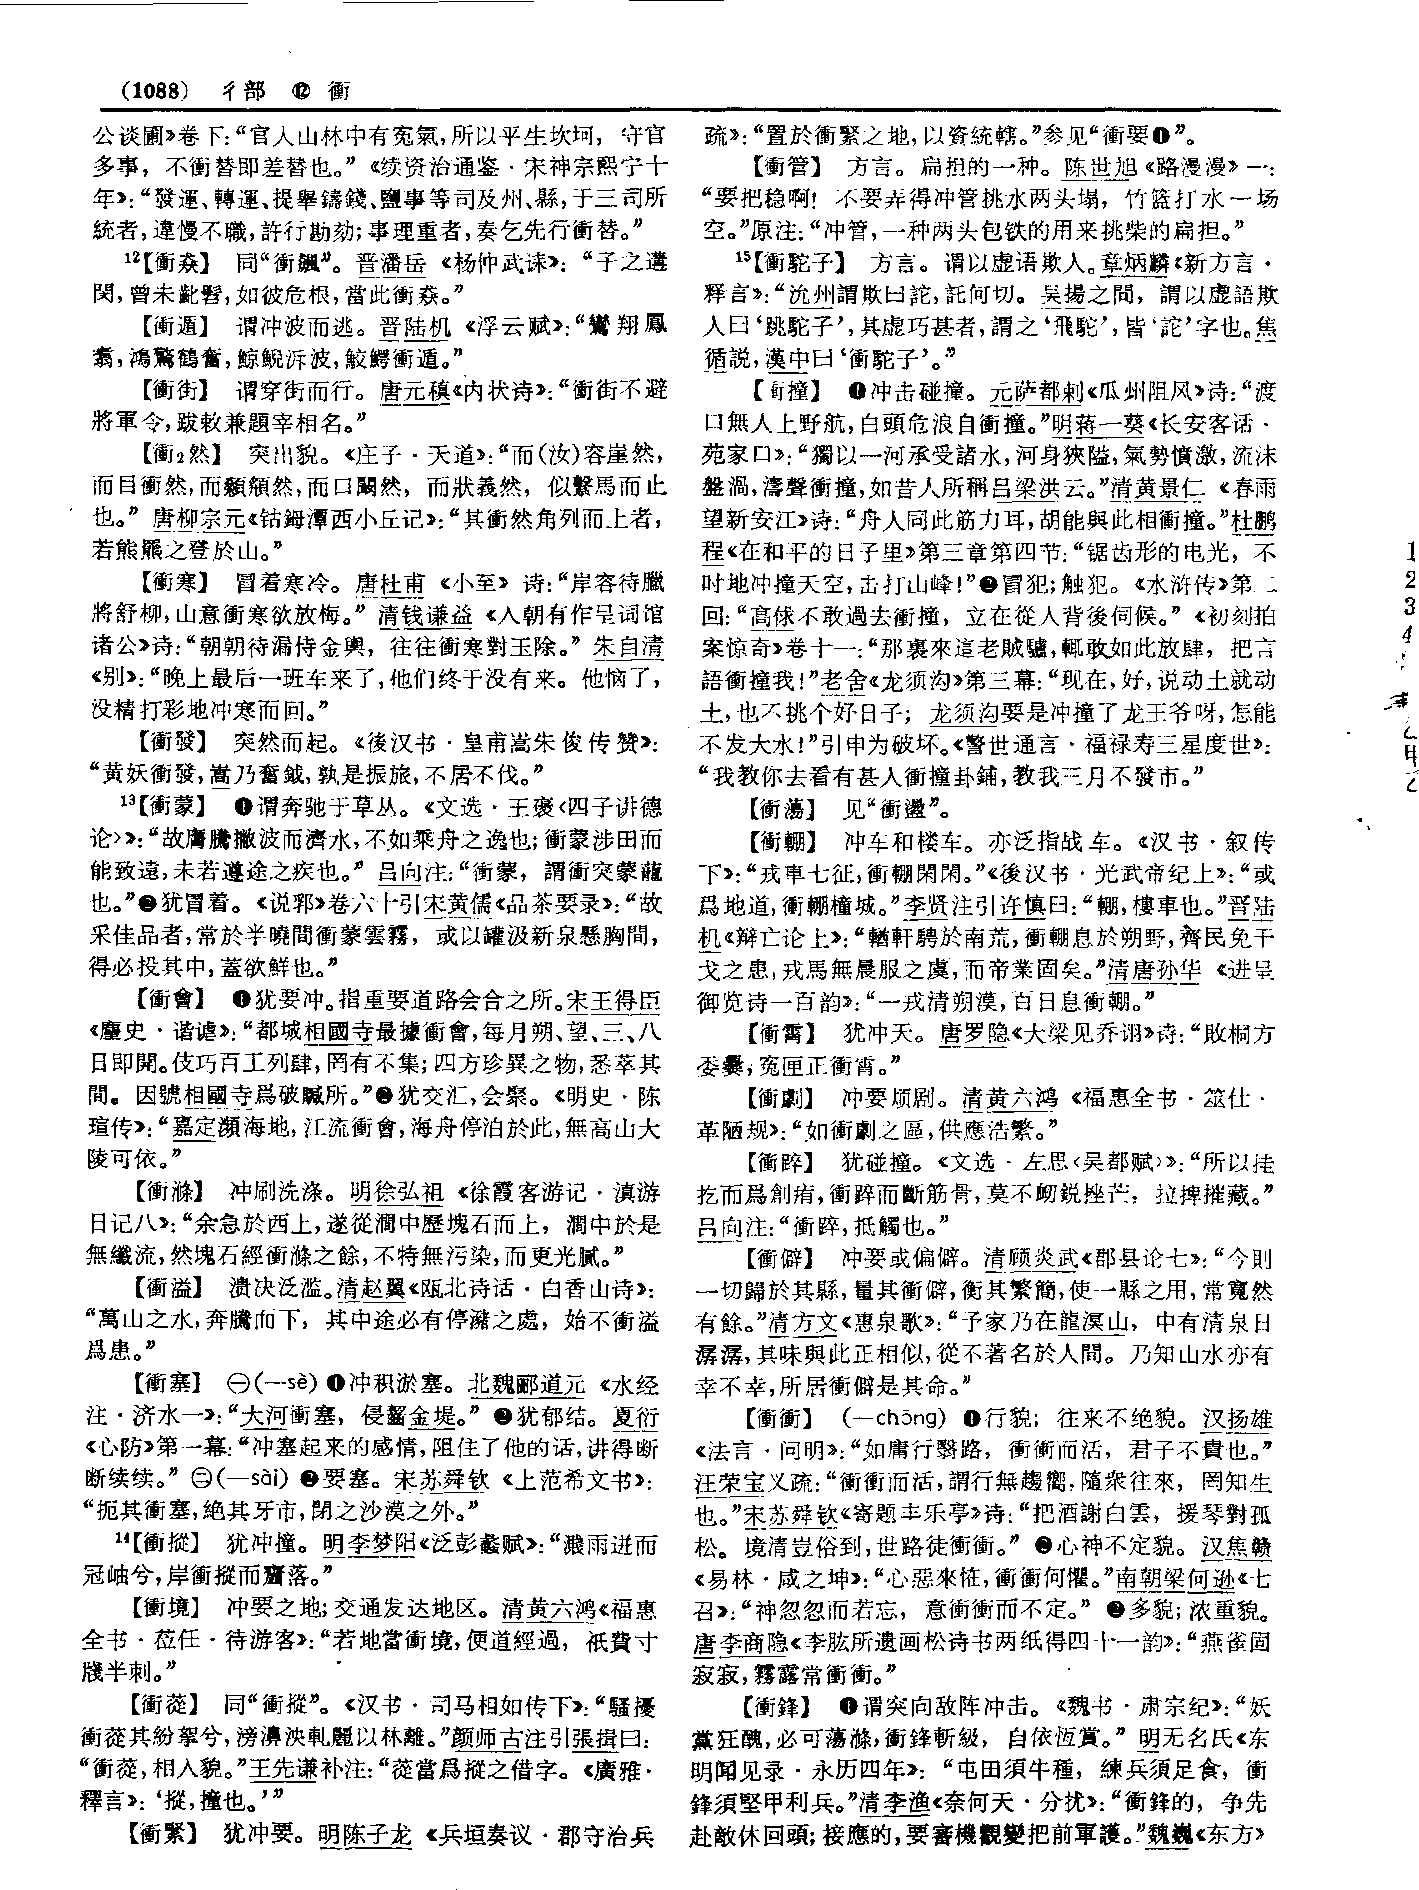 (1088) 彳部 ⑫ 衝
公谈圃》卷下:“官人山林中有冤氣,所以平生坎坷,守官
多事,不衝替即差替也。”《续资治通鉴·宋神宗熙宁十
年》:“發運、轉運、提舉鑄錢、鹽事等司及州、縣,于三司所
統者,違慢不職,許行勘劾;事理重者,奏乞先行衝替。”
12【衝猋】 同“衝飆”。晋潘岳《杨仲武诔》:“子之遘
閔,曾未齔髫,如彼危根,當此衝猋。”
【衝遁】 谓冲波而逃。晋陆机《浮云赋》:“鸞翔鳳
翥,鴻驚鶴奮,鯨鯢泝波,鮫鰐衝遁。”
【衝街】 谓穿街而行。唐元稹《内状诗》:“衝街不避
將軍令,跋敕兼題宰相名。”
【衝2然】 突出貌。《庄子·天道》:“而(汝)容崖然,
而目衝然,而顙頯然,而口闞然,而狀義然,似繫馬而止
也。”唐柳宗元《钴鉧潭西小丘记》:“其衝然角列而上者,
若熊羆之登於山。”
【衝寒】 冒着寒冷。唐杜甫《小至》诗:“岸容待臘
將舒柳,山意衝寒欲放梅。”清钱谦益《入朝有作呈词馆
诸公》诗:“朝朝待漏侍金輿,往往衝寒對玉除。”朱自清
《别》:“晚上最后一班车来了,他们终于没有来。他恼了,
没精打彩地冲寒而回。”
【衝發】 突然而起。《後汉书·皇甫嵩朱俊传赞》:
“黄妖衝發,嵩乃奮鉞,孰是振旅,不居不伐。”
13【衝蒙】 ❶谓奔驰于草丛。《文选·王褒〈四子讲德
论〉》:“故膺騰撇波而濟水,不如乘舟之逸也;衝蒙涉田而
能致遠,未若遵途之疾也。”吕向注:“衝蒙,謂衝突蒙蘢
也。”❷犹冒着。《说郛》卷六十引宋黄儒《品茶要录》:“故
采佳品者,常於半曉間衝蒙雲霧,或以罐汲新泉懸胸間,
得必投其中,蓋欲鮮也。”
【衝會】 ❶犹要冲。指重要道路会合之所。宋王得臣
《麈史·谐谑》:“都城相國寺最據衝會,每月朔、望、三、八
日即開。伎巧百工列肆,罔有不集;四方珍異之物,悉萃其
間。因號相國寺爲破贓所。”❷犹交汇,会聚。《明史·陈
瑄传》:“嘉定瀕海地,江流衝會,海舟停泊於此,無高山大
陵可依。”
【衝滌】 冲刷洗涤。明徐弘祖《徐霞客游记·滇游
日记八》:“余急於西上,遂從澗中歷塊石而上,澗中於是
無纖流,然塊石經衝滌之餘,不特無污染,而更光膩。”
【衝溢】 溃决泛滥。清赵翼《瓯北诗话·白香山诗》:
“萬山之水,奔騰而下,其中途必有停瀦之處,始不衝溢
爲患。”
【衝塞】 ㊀(—sè)❶冲积淤塞。北魏郦道元《水经
注·济水一》:“大河衝塞,侵齧金堤。”❷犹郁结。夏衍
《心防》第一幕:“冲塞起来的感情,阻住了他的话,讲得断
断续续。”㊁(—sài)❷要塞。宋苏舜钦《上范希文书》:
“扼其衝塞,絶其牙市,閉之沙漠之外。”
14【衝摐】 犹冲撞。明李梦阳《泛彭蠡赋》:“濺雨迸而
冠岫兮,岸衝摐而霣落。”
【衝境】 冲要之地;交通发达地区。清黄六鸿《福惠
全书·莅任·待游客》:“若地當衝境,便道經過,祇費寸
牋半刺。”
【衝蓯】 同“衝摐”。《汉书·司马相如传下》:“騷擾
衝蓯其紛挐兮,滂濞泱軋麗以林離。”颜师古注引張揖曰:
“衝蓯,相入貌。”王先谦补注:“蓯當爲摐之借字。《廣雅·
釋言》:‘摐,撞也。’”
【衝緊】 犹冲要。明陈子龙《兵垣奏议·郡守治兵
疏》:“置於衝緊之地,以資統轄。”参见“衝要❶”。
【衝管】 方言。扁担的一种。陈世旭《路漫漫》一:
“要把稳啊!不要弄得冲管挑水两头塌,竹篮打水一场
空。”原注:“冲管,一种两头包铁的用来挑柴的扁担。”
15【衝駝子】 方言。谓以虚语欺人。章炳麟《新方言·
释言》:“沇州謂欺曰詑,託何切。吴揚之間,謂以虚語欺
人曰‘跳駝子’,其虚巧甚者,謂之‘飛駝’,皆‘詑’字也。焦
循説,漢中曰‘衝駝子’。”
【衝撞】 ❶冲击碰撞。元萨都剌《瓜州阻风》诗:“渡
口無人上野航,白頭危浪自衝撞。”明蒋一葵《长安客话·
苑家口》:“獨以一河承受諸水,河身狹隘,氣勢憤激,流沫
盤渦,濤聲衝撞,如昔人所稱吕梁洪云。”清黄景仁《春雨
望新安江》诗:“舟人同此筋力耳,胡能與此相衝撞。”杜鹏
程《在和平的日子里》第三章第四节:“锯齿形的电光,不
时地冲撞天空,击打山峰!”❷冒犯;触犯。《水浒传》第二
回:“高俅不敢過去衝撞,立在從人背後伺候。”《初刻拍
案惊奇》卷十一:“那裏來這老賊驢,輒敢如此放肆,把言
語衝撞我!”老舍《龙须沟》第三幕:“现在,好,说动土就动
土,也不挑个好日子;龙须沟要是冲撞了龙王爷呀,怎能
不发大水!”引申为破坏。《警世通言·福禄寿三星度世》:
“我教你去看有甚人衝撞卦鋪,教我三月不發市。”
【衝蕩】 见“衝盪”。
【衝輣】 冲车和楼车。亦泛指战车。《汉书·叙传
下》:“戎車七征,衝輣閑閑。”《後汉书·光武帝纪上》:“或
爲地道,衝輣橦城。”李贤注引许慎曰:“輣,樓車也。”晋陆
机《辩亡论上》:“輶軒騁於南荒,衝輣息於朔野,齊民免干
戈之患,戎馬無晨服之虞,而帝業固矣。”清唐孙华《进呈
御览诗一百韵》:“一戎清朔漠,百日息衝輣。”
【衝霄】 犹冲天。唐罗隐《大梁见乔诩》诗:“敗桐方
委爨,冤匣正衝霄。”
【衝劇】 冲要烦剧。清黄六鸿《福惠全书·筮仕·
革陋规》:“如衝劇之區,供應浩繁。”
【衝踤】 犹碰撞。《文选·左思〈吴都赋〉》:“所以挂
扢而爲創痏,衝踤而斷筋骨,莫不衂鋭挫芒,拉捭摧藏。”
吕向注:“衝踤,抵觸也。”
【衝僻】 冲要或偏僻。清顾炎武《郡县论七》:“今則
一切歸於其縣,量其衝僻,衡其繁簡,使一縣之用,常寬然
有餘。”清方文《惠泉歌》:“予家乃在龍溟山,中有清泉日
潺潺,其味與此正相似,從不著名於人間。乃知山水亦有
幸不幸,所居衝僻是其命。”
【衝衝】 (—chōng)❶行貌;往来不绝貌。汉扬雄
《法言·问明》:“如庸行翳路,衝衝而活,君子不貴也。”
汪荣宝义疏:“衝衝而活,謂行無趨嚮,隨衆往來,罔知生
也。”宋苏舜钦《寄题丰乐亭》诗:“把酒謝白雲,援琴對孤
松。境清豈俗到,世路徒衝衝。”❷心神不定貌。汉焦赣
《易林·咸之坤》:“心惡來怪,衝衝何懼。”南朝梁何逊《七
召》:“神忽忽而若忘,意衝衝而不定。”❷多貌;浓重貌。
唐李商隐《李肱所遗画松诗书两纸得四十一韵》:“燕雀固
寂寂,霧露常衝衝。”
【衝鋒】 ❶谓突向敌阵冲击。《魏书·肃宗纪》:“妖
黨狂醜,必可蕩滌,衝鋒斬級,自依恆賞。”明无名氏《东
明闻见录·永历四年》:“屯田須牛種,練兵須足食,衝
鋒須堅甲利兵。”清李渔《奈何天·分扰》:“衝鋒的,争先
赴敵休回頭;接應的,要審機觀變把前軍護。”魏巍《东方》
1
2
3
4